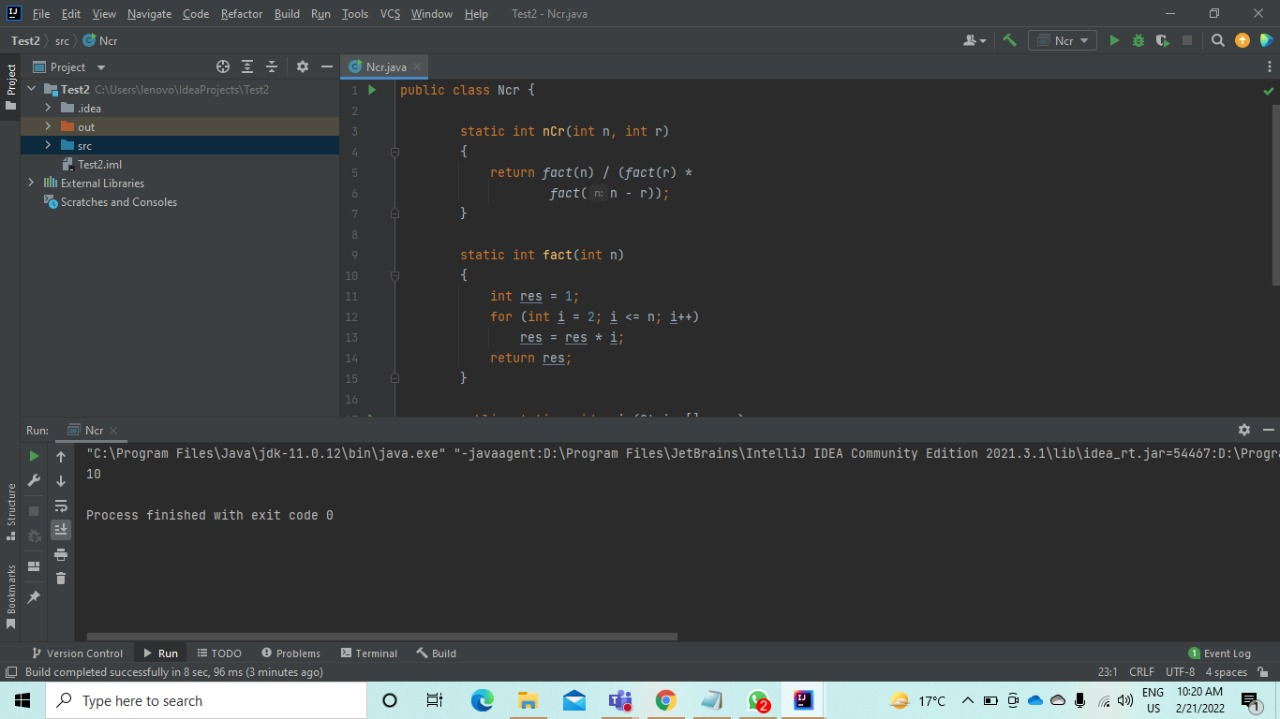 File Edit View Navigate Code Refactor Build Run Tools VCS Window Help Test2 - Ncr.java
Test2 src Ncr
Ncr
Project
Ncr.java
Project
Test2 C:\Users\lenovo\IdeaProjects\Test2
.idea
out
src
Test2.iml
External Libraries
Scratches and Consoles
1 public class Ncr {
2
3 static int nCr(int n, int r)
4 {
5 return fact(n) / (fact(r) *
6 fact( n: n - r));
7 }
8
9 static int fact(int n)
10 {
11 int res = 1;
12 for (int i = 2; i <= n; i++)
13 res = res * i;
14 return res;
15 }
16
Run: Ncr
"C:\Program Files\Java\jdk-11.0.12\bin\java.exe" "-javaagent:D:\Program Files\JetBrains\IntelliJ IDEA Community Edition 2021.3.1\lib\idea_rt.jar=54467:D:\Progr
10
Process finished with exit code 0
Structure
Bookmarks
Version Control Run TODO Problems Terminal Build 1 Event Log
Build completed successfully in 8 sec, 96 ms (3 minutes ago) 23:1 CRLF UTF-8 4 spaces
Type here to search
2
17°C
ENG
US
10:20 AM
2/21/2022
1